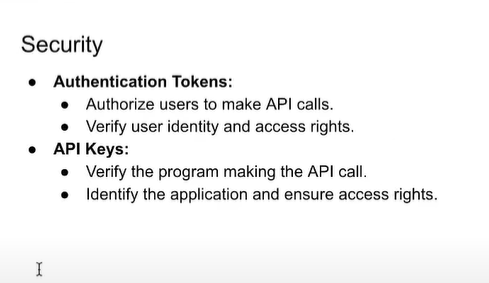 Security
● Authentication Tokens:
● Authorize users to make API calls.
● Verify user identity and access rights.
● API Keys:
● Verify the program making the API call.
● Identify the application and ensure access rights.